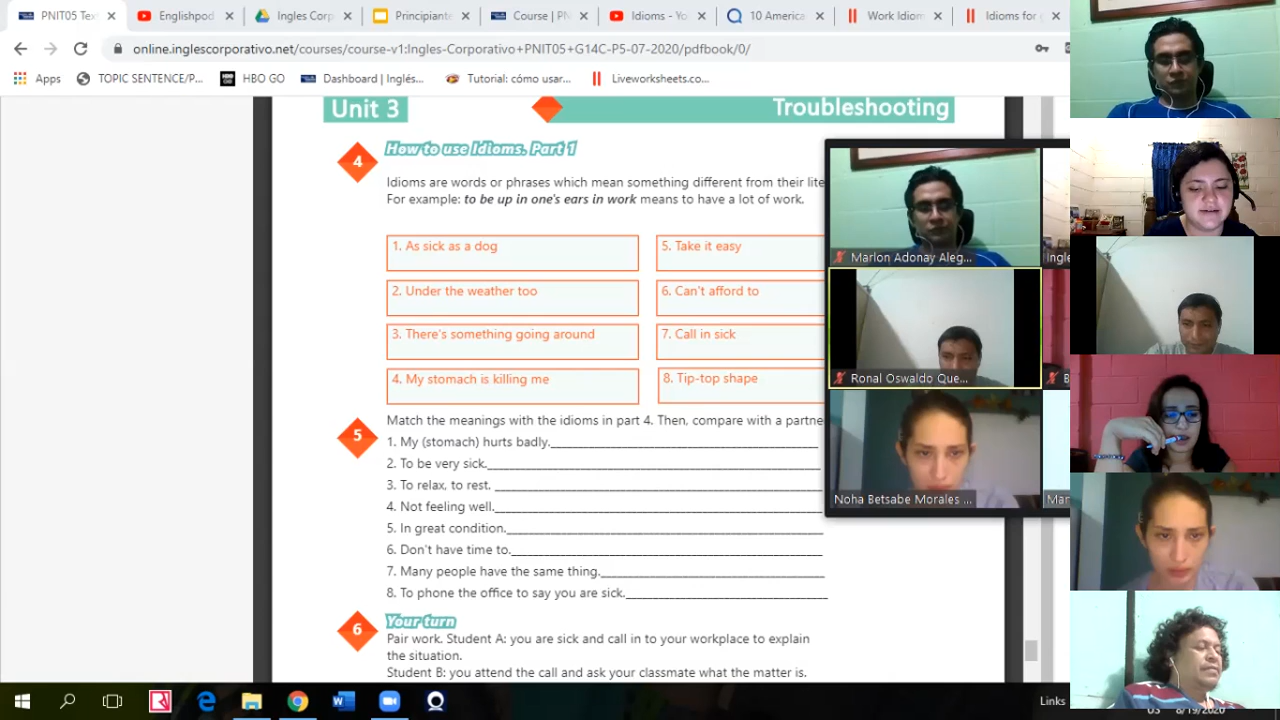 PNIT05 Tex
Englishpod
Ingles Corp
Principiante
Course | PN
Idioms - Yo
10 America
Work Idiom
Idioms for g
online.inglescorporativo.net/courses/course-v1:Ingles-Corporativo+PNIT05+G14C-P5-07-2020/pdfbook/0/
Apps
TOPIC SENTENCE/P...
HBO GO
Dashboard | Inglés...
Tutorial: cómo usar...
Liveworksheets.co...
Unit 3
Troubleshooting
4
How to use Idioms. Part 1
Idioms are words or phrases which mean something different from their lite
For example: to be up in one's ears in work means to have a lot of work.
1. As sick as a dog
5. Take it easy
2. Under the weather too
6. Can't afford to
3. There's something going around
7. Call in sick
4. My stomach is killing me
8. Tip-top shape
5
Match the meanings with the idioms in part 4. Then, compare with a partne
1. My (stomach) hurts badly.
2. To be very sick.
3. To relax, to rest.
4. Not feeling well.
5. In great condition.
6. Don't have time to.
7. Many people have the same thing.
8. To phone the office to say you are sick.
6
Your turn
Pair work. Student A: you are sick and call in to your workplace to explain
the situation.
Student B: you attend the call and ask your classmate what the matter is.
Marlon Adonay Aleg...
Ingle
Ronal Oswaldo Que...
B
Noha Betsabe Morales ...
Mar
Links
US 8/19/2020